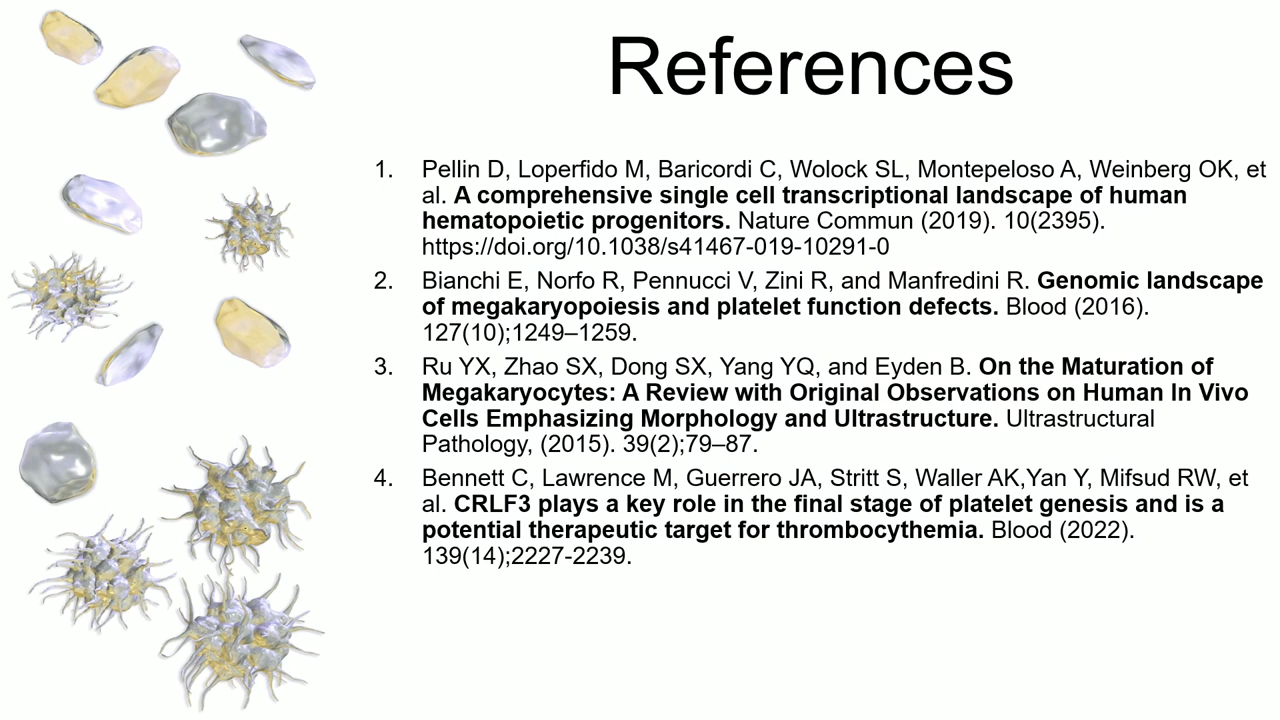 References
1. Pellin D, Loperfido M, Baricordi C, Wolock SL, Montepeloso A, Weinberg OK, et
al. A comprehensive single cell transcriptional landscape of human
hematopoietic progenitors. Nature Commun (2019). 10(2395).
https://doi.org/10.1038/s41467-019-10291-0
2. Bianchi E, Norfo R, Pennucci V, Zini R, and Manfredini R. Genomic landscape
of megakaryopoiesis and platelet function defects. Blood (2016).
127(10);1249–1259.
3. Ru YX, Zhao SX, Dong SX, Yang YQ, and Eyden B. On the Maturation of
Megakaryocytes: A Review with Original Observations on Human In Vivo
Cells Emphasizing Morphology and Ultrastructure. Ultrastructural
Pathology, (2015). 39(2);79–87.
4. Bennett C, Lawrence M, Guerrero JA, Stritt S, Waller AK,Yan Y, Mifsud RW, et
al. CRLF3 plays a key role in the final stage of platelet genesis and is a
potential therapeutic target for thrombocythemia. Blood (2022).
139(14);2227-2239.